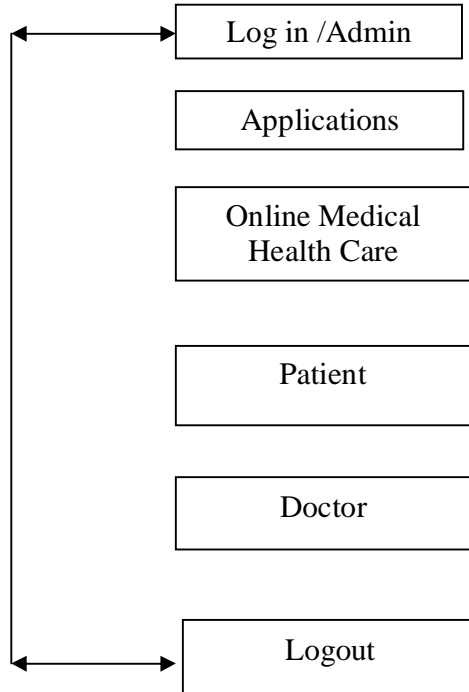 Log in /Admin
Applications
Online Medical
Health Care
Patient
Doctor
Logout